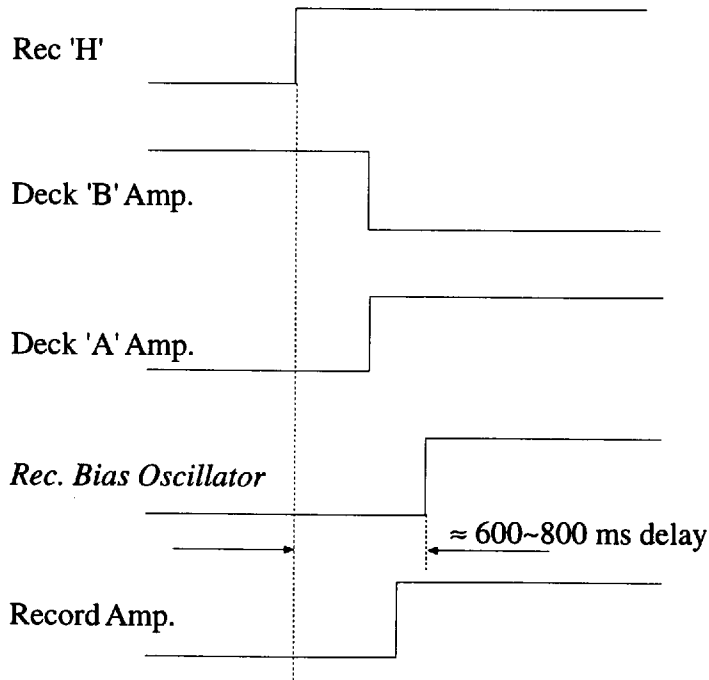 Rec 'H'
Deck 'B' Amp.
Deck 'A' Amp.
Rec. Bias Oscillator
≈ 600~800 ms delay
Record Amp.